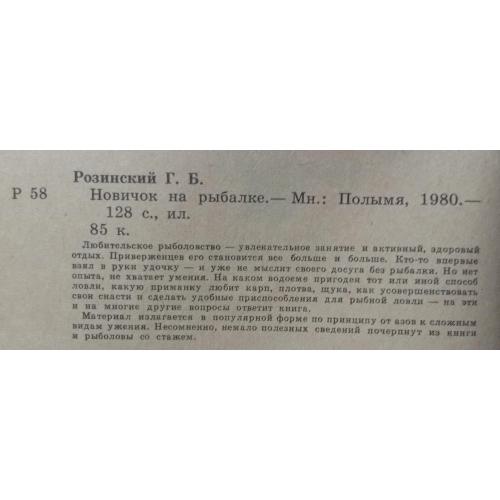 Розинский Г. Б.
Р 58 Новичок на рыбалке.— Мн.: Полымя, 1980.—
128 с., ил.
85 к.
Любительское рыболовство — увлекательное занятие и активный, здоровый
отдых. Приверженцев его становится все больше и больше. Кто-то впервые
взял в руки удочку — и уже не мыслит своего досуга без рыбалки. Но нет
опыта, не хватает умения. На каком водоеме пригоден тот или иной способ
ловли, какую приманку любит карп, плотва, щука, как усовершенствовать
свои снасти и сделать удобные приспособления для рыбной ловли — на эти
и на многие другие вопросы ответит книга.
Материал излагается в популярной форме по принципу от азов к сложным
видам ужения. Несомненно, немало полезных сведений почерпнут из книги
и рыболовы со стажем.